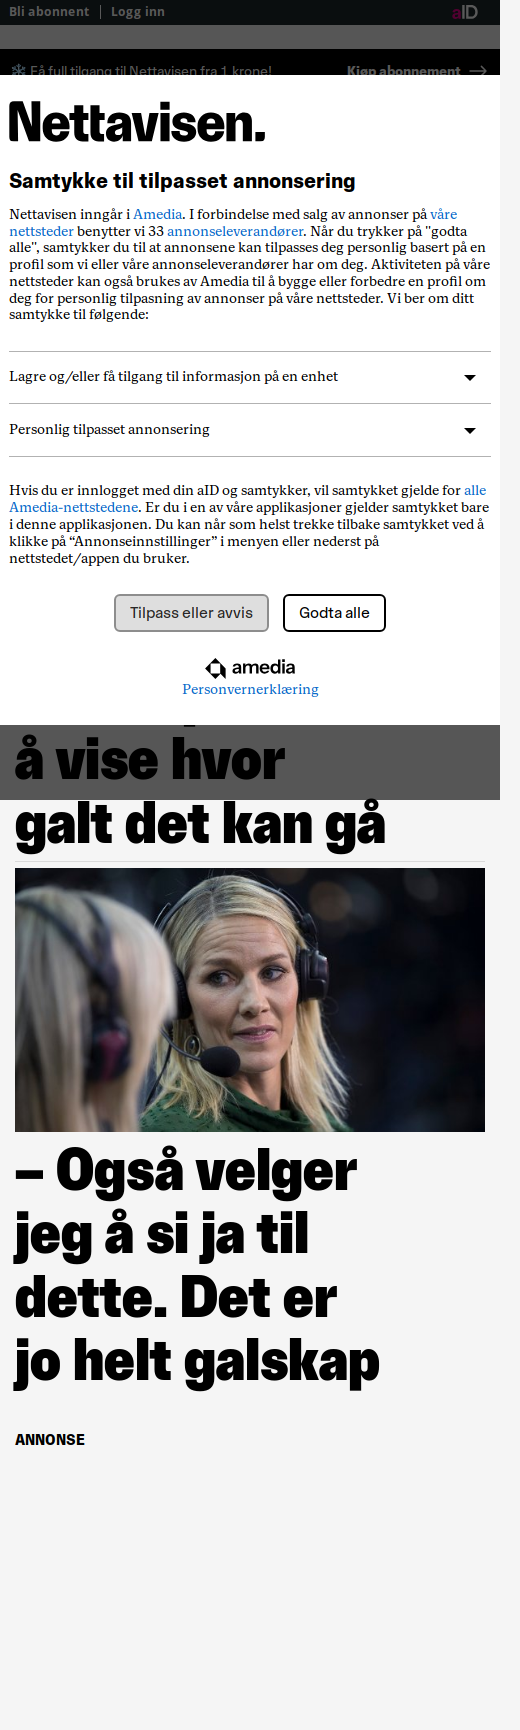 Bli abonnent | Logg inn
aID
Få full tilgang til Nettavisen fra 1 krone! Kjøp abonnement
Nettavisen.
Samtykke til tilpasset annonsering
Nettavisen inngår i Amedia. I forbindelse med salg av annonser på våre
nettsteder benytter vi 33 annonseleverandører. Når du trykker på "godta
alle", samtykker du til at annonsene kan tilpasses deg personlig basert på en
profil som vi eller våre annonseleverandører har om deg. Aktiviteten på våre
nettsteder kan også brukes av Amedia til å bygge eller forbedre en profil om
deg for personlig tilpasning av annonser på våre nettsteder. Vi ber om ditt
samtykke til følgende:
Lagre og/eller få tilgang til informasjon på en enhet
Personlig tilpasset annonsering
Hvis du er innlogget med din aID og samtykker, vil samtykket gjelde for alle
Amedia-nettstedene. Er du i en av våre applikasjoner gjelder samtykket bare
i denne applikasjonen. Du kan når som helst trekke tilbake samtykket ved å
klikke på “Annonseinnstillinger” i menyen eller nederst på
nettstedet/appen du bruker.
Tilpass eller avvis
Godta alle
amedia
Personvernerklæring
å vise hvor
galt det kan gå
– Også velger
jeg å si ja til
dette. Det er
jo helt galskap
ANNONSE